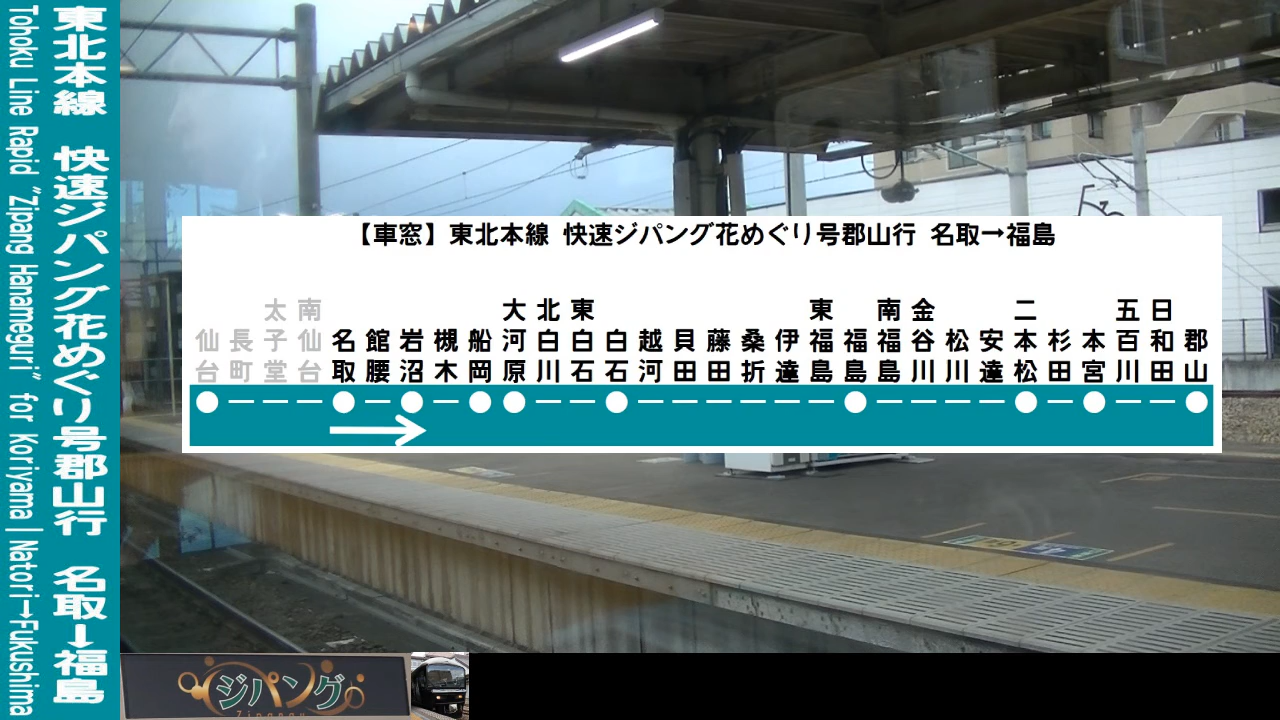 東北本線 快速ジパング花めぐり号郡山行 名取→福島
Tohoku Line Rapid "Zipang Hanameguri" for Koriyama | Natori→Fukushima
【車窓】東北本線 快速ジパング花めぐり号郡山行 名取→福島
仙台
長町
太子堂
南仙台
名取
館腰
岩沼
槻木
船岡
大河原
北白川
東白石
白石
越河
貝田
藤田
桑折
伊達
東福島
福島
南福島
金谷川
松川
安達
二本松
杉田
本宮
五百川
日和田
郡山
ジパング
Zipangu